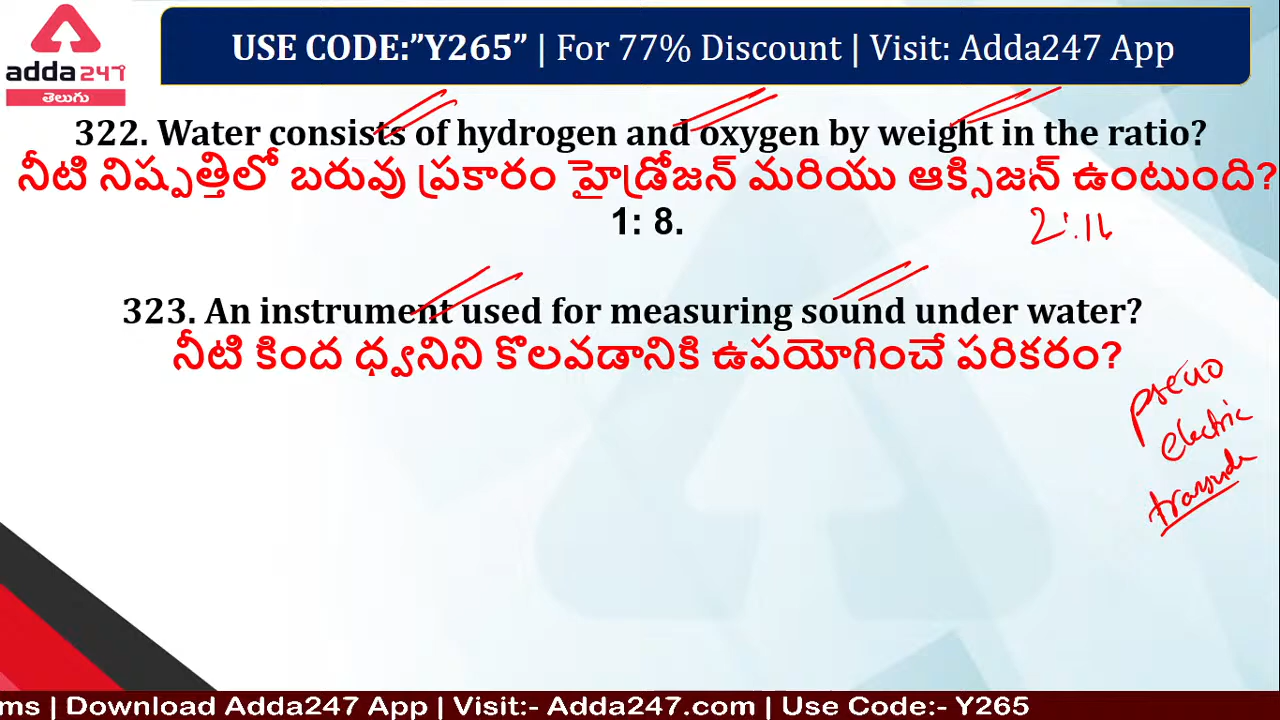 USE CODE:”Y265” | For 77% Discount | Visit: Adda247 App
adda247
తెలుగు
322. Water consists of hydrogen and oxygen by weight in the ratio?
నీటి నిష్పత్తిలో బరువు ప్రకారం హైడ్రోజన్ మరియు ఆక్సిజన్ ఉంటుంది?
1: 8.
2:16
323. An instrument used for measuring sound under water?
నీటి కింద ధ్వనిని కొలవడానికి ఉపయోగించే పరికరం?
electric
ms | Download Adda247 App | Visit:- Adda247.com | Use Code:- Y265